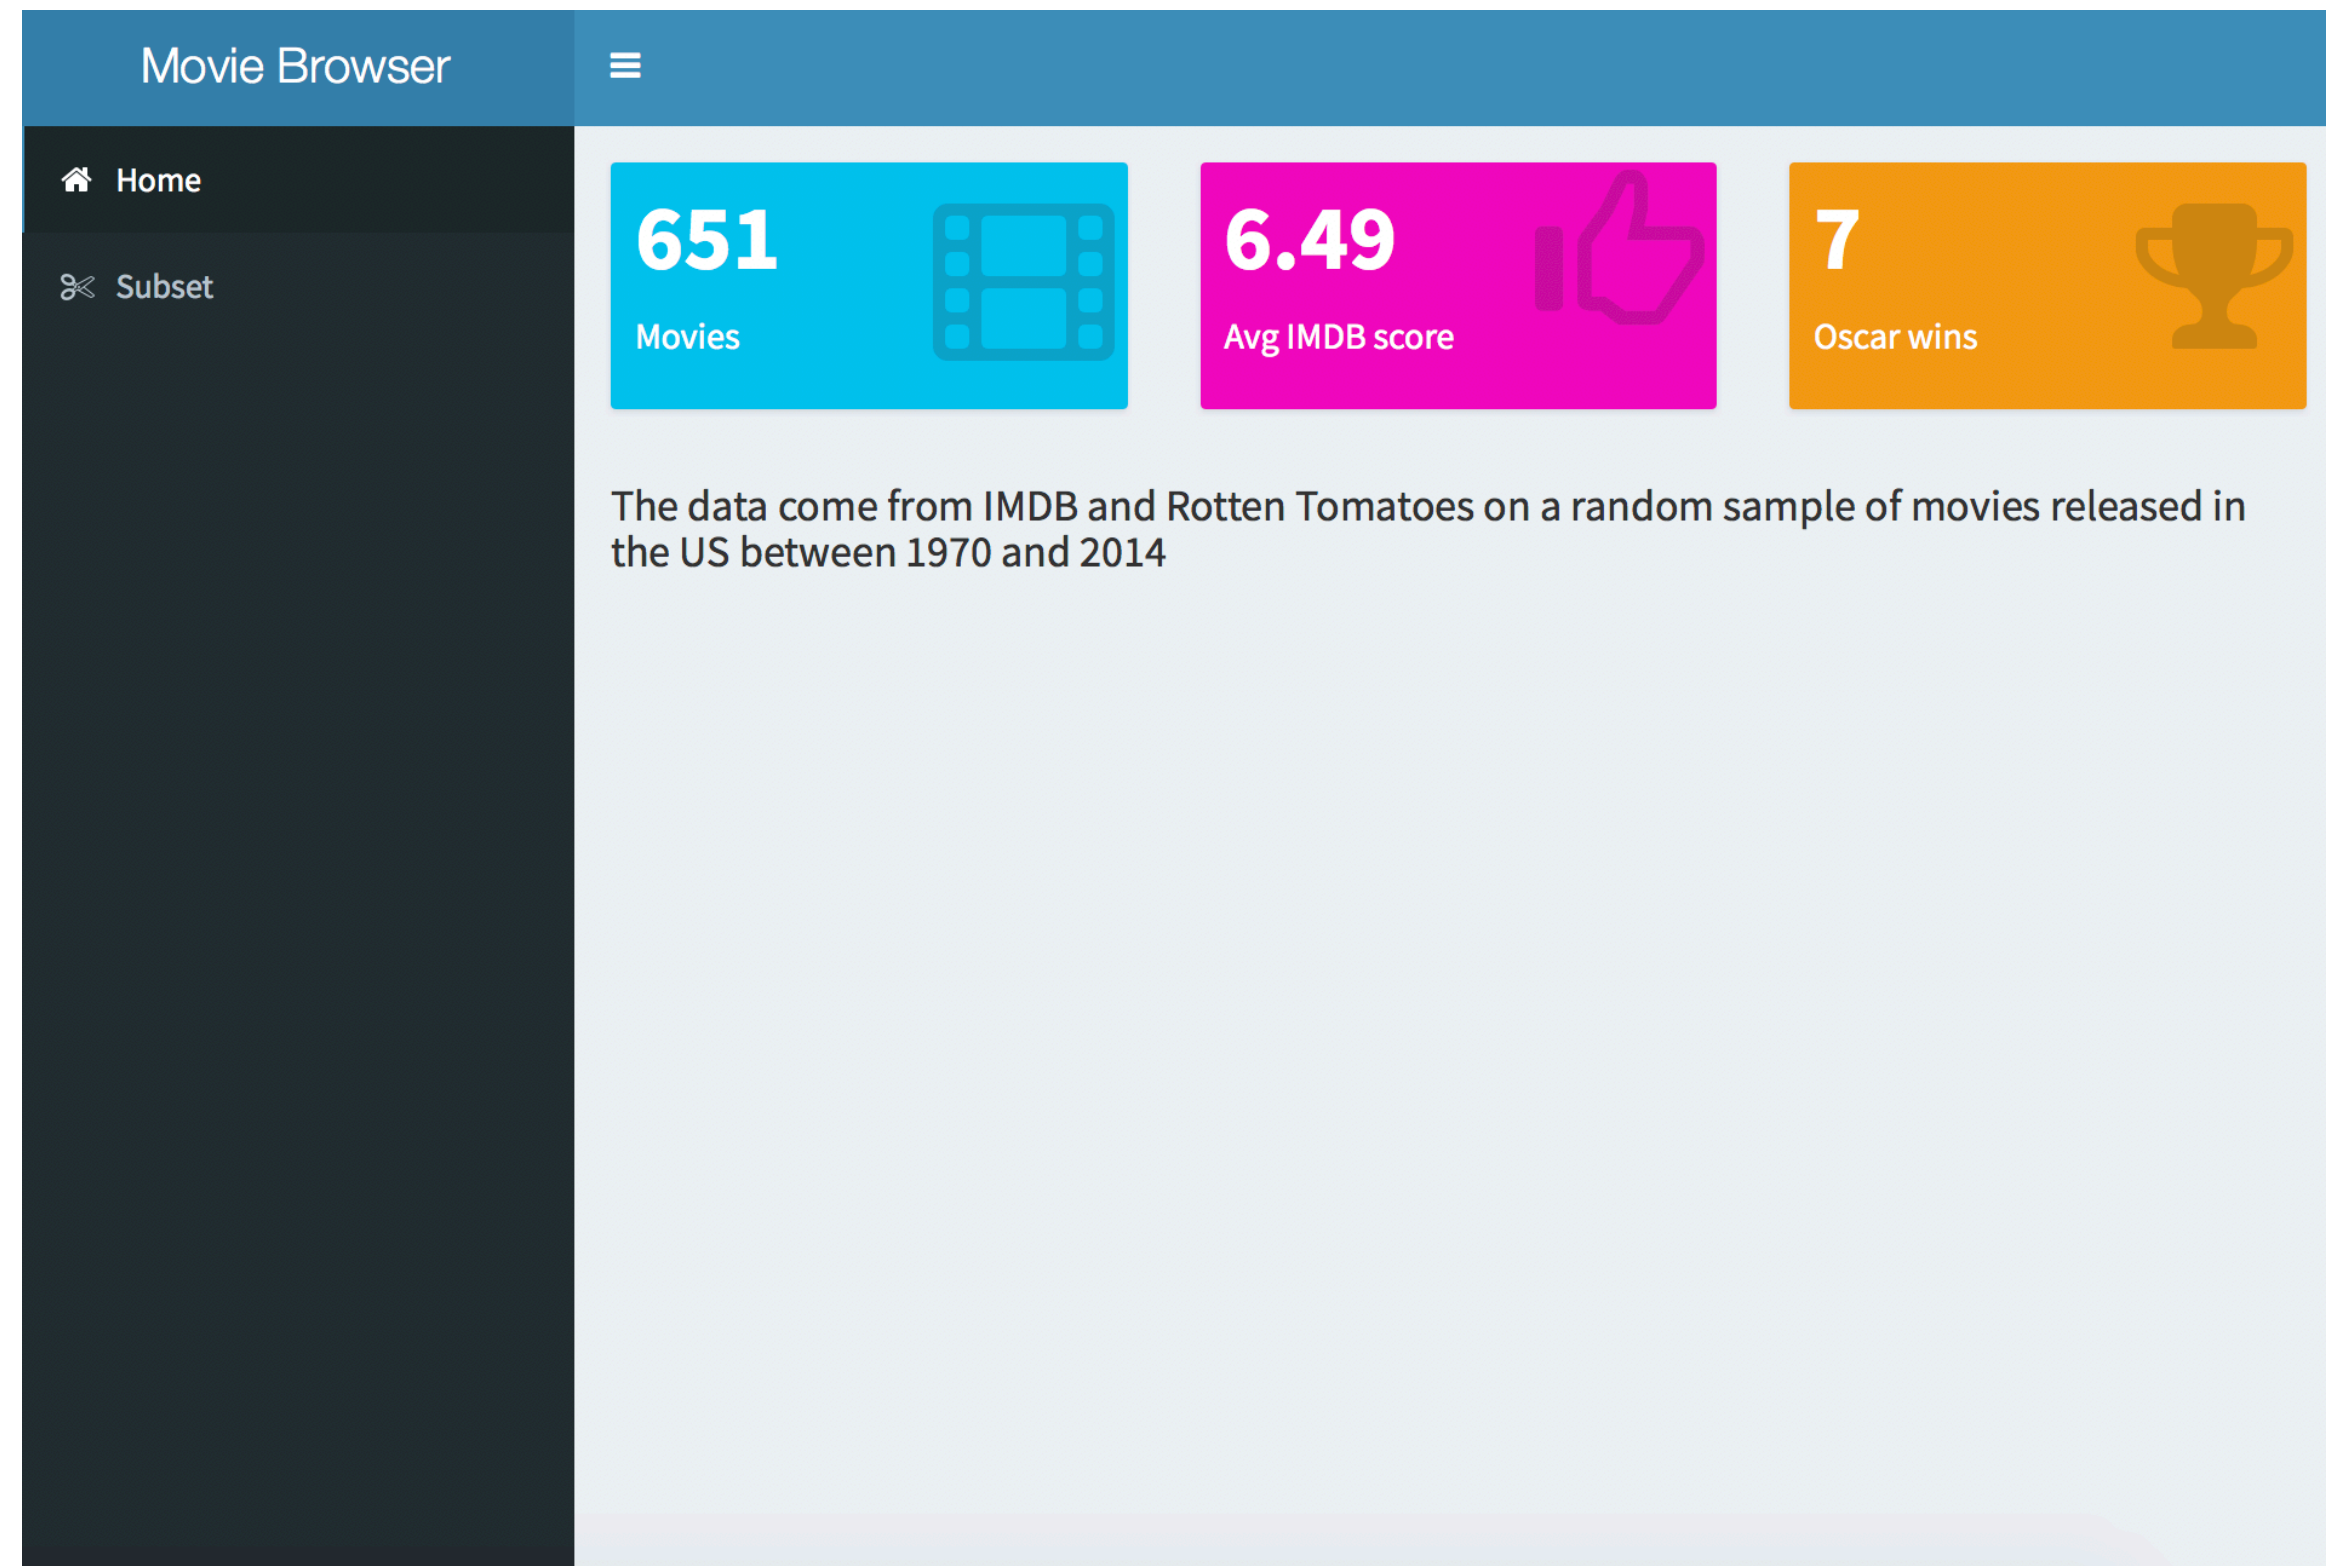 Movie Browser
Home
Subset
651
Movies
6.49
Avg IMDB score
7
Oscar wins
The data come from IMDB and Rotten Tomatoes on a random sample of movies released in
the US between 1970 and 2014